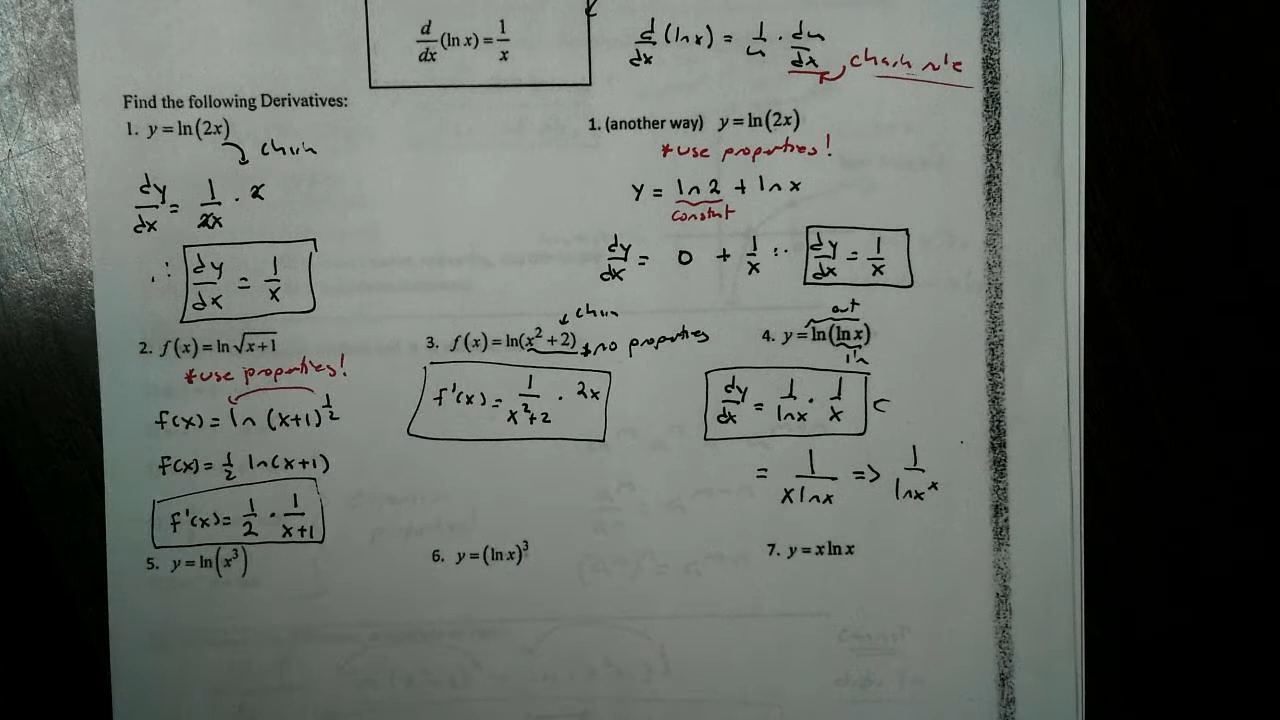 d/dx (ln x) = 1/x
d/dx (ln x) = 1/u · du/dx chain rule
Find the following Derivatives:
1. y = ln(2x)
chain
dy/dx = 1/2x · 2
∴ dy/dx = 1/x
1. (another way) y = ln(2x)
*use properties!
y = ln 2 + ln x
constant
dy/dx = 0 + 1/x ∴ dy/dx = 1/x
2. f(x) = ln √(x+1)
*use properties!
f(x) = ln (x+1)^1/2
f(x) = 1/2 ln(x+1)
f'(x) = 1/2 · 1/(x+1)
chain
3. f(x) = ln(x² + 2) *no properties
f'(x) = 1/(x²+2) · 2x
out
4. y = ln(ln x)
in
dy/dx = 1/ln x · 1/x
= 1/(x ln x) => 1/(ln x^x)
5. y = ln(x³)
6. y = (ln x)³
7. y = x ln x